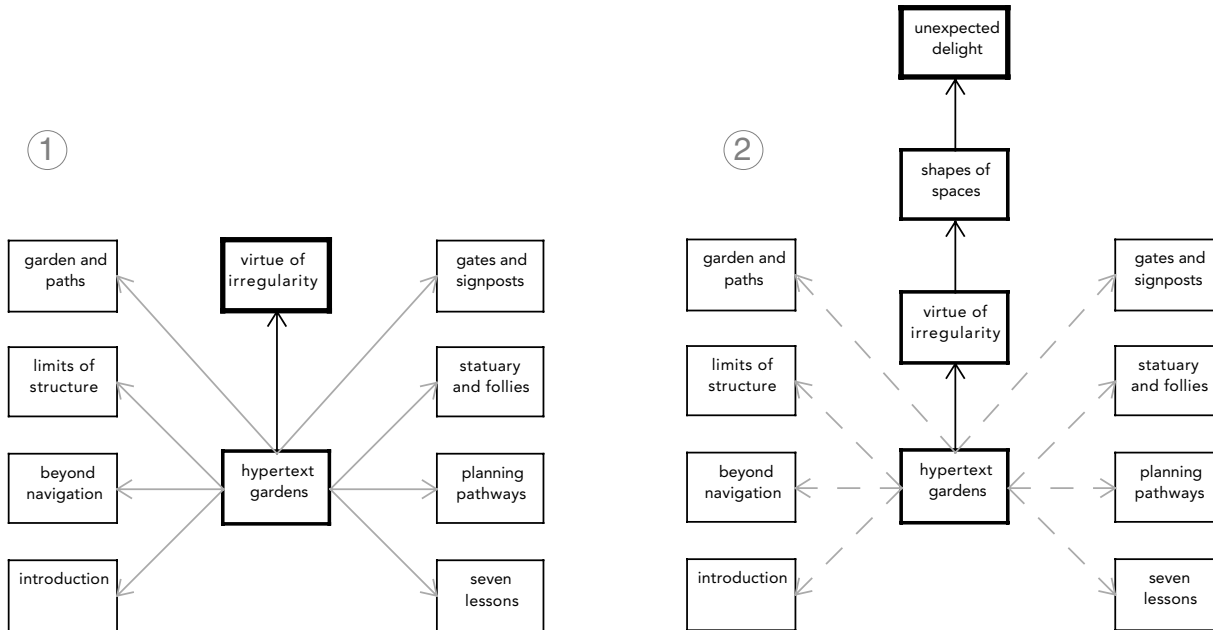 1
garden and
paths
virtue of
irregularity
gates and
signposts
limits of
structure
statuary
and follies
beyond
navigation
hypertext
gardens
planning
pathways
introduction
seven
lessons
2
unexpected
delight
shapes of
spaces
garden and
paths
virtue of
irregularity
gates and
signposts
limits of
structure
statuary
and follies
beyond
navigation
hypertext
gardens
planning
pathways
introduction
seven
lessons